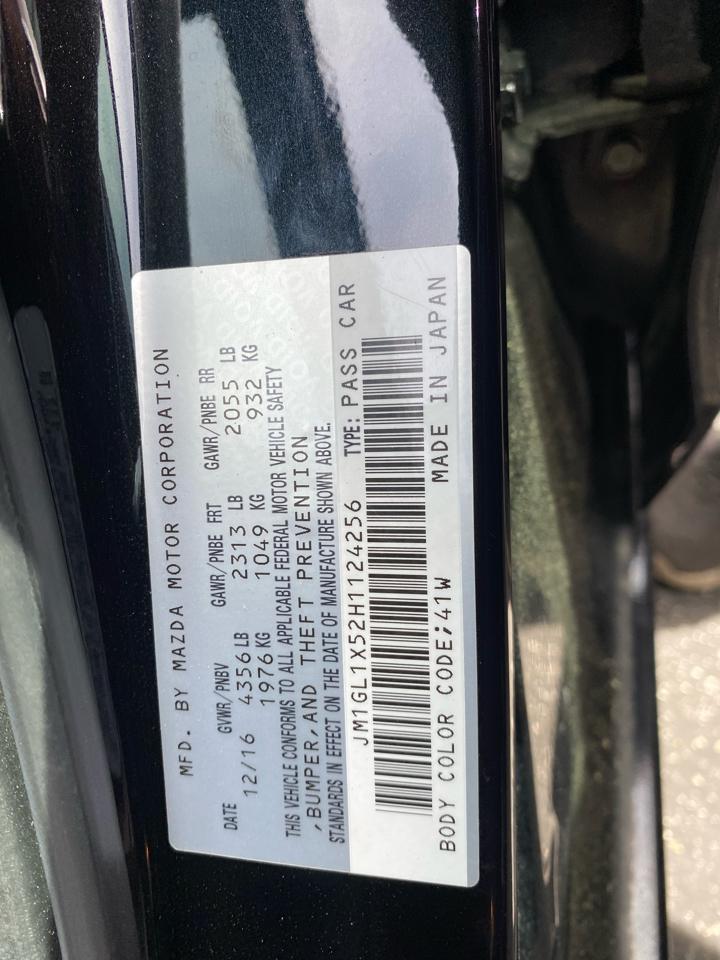 MFD. BY MAZDA MOTOR CORPORATION
DATE GVWR/PNBV GAWR/PNBE FRT GAWR/PNBE RR
12/16 4356LB 2313 LB 2055 LB
1976KG 1049 KG 932 KG
THIS VEHICLE CONFORMS TO ALL APPLICABLE FEDERAL MOTOR VEHICLE SAFETY
,BUMPER,AND THEFT PREVENTION
STANDARDS IN EFFECT ON THE DATE OF MANUFACTURE SHOWN ABOVE.
JM1GL1X52H1124256 TYPE: PASS CAR
BODY COLOR CODE;41W MADE IN JAPAN